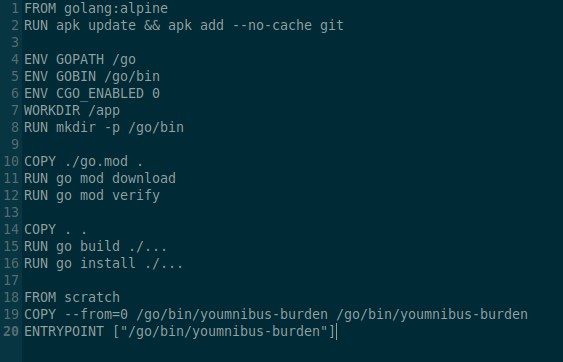 1 FROM golang:alpine
2 RUN apk update && apk add --no-cache git
3
4 ENV GOPATH /go
5 ENV GOBIN /go/bin
6 ENV CGO_ENABLED 0
7 WORKDIR /app
8 RUN mkdir -p /go/bin
9
10 COPY ./go.mod .
11 RUN go mod download
12 RUN go mod verify
13
14 COPY . .
15 RUN go build ./...
16 RUN go install ./...
17
18 FROM scratch
19 COPY --from=0 /go/bin/youmnibus-burden /go/bin/youmnibus-burden
20 ENTRYPOINT ["/go/bin/youmnibus-burden"]